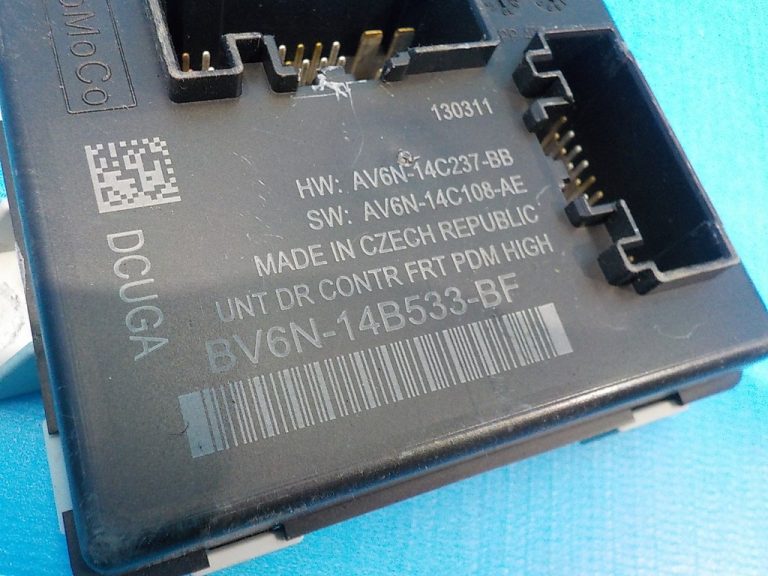 FoMoCo
130311
HW: AV6N-14C237-BB
SW: AV6N-14C108-AE
MADE IN CZECH REPUBLIC
UNT DR CONTR FRT PDM HIGH
BV6N-14B533-BF
DCUGA